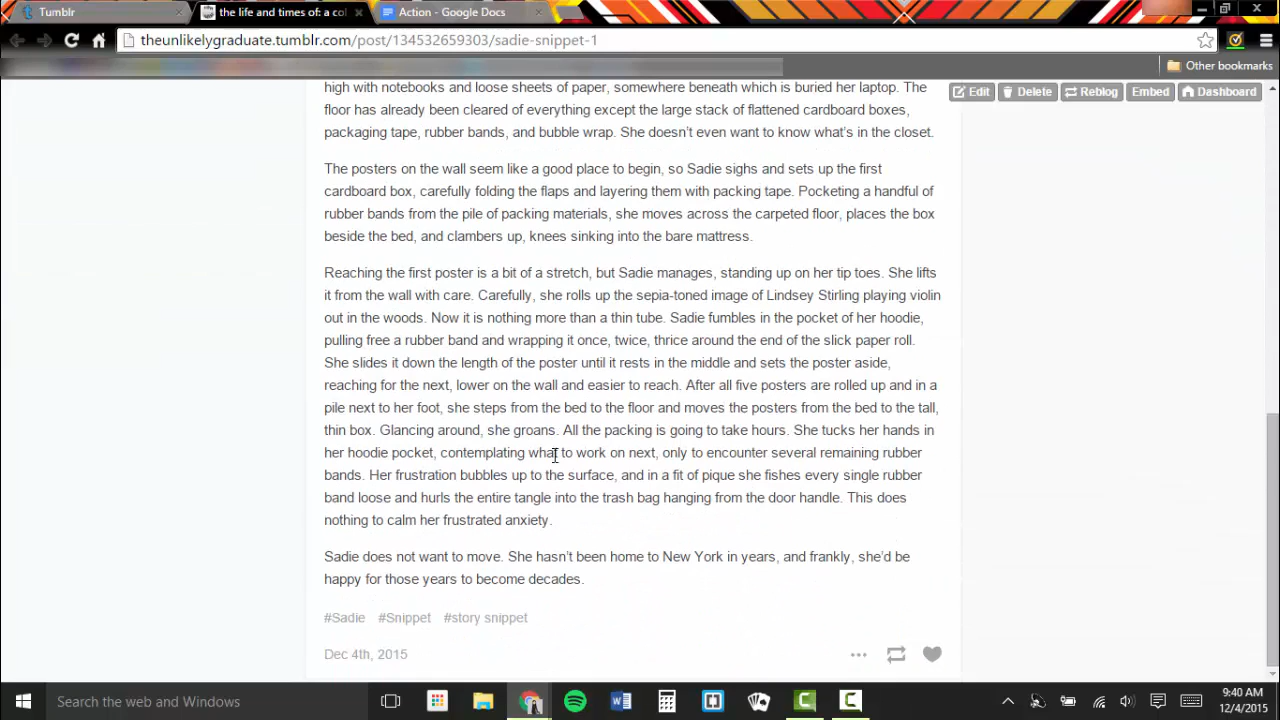 Tumblr
the life and times of: a col
Action - Google Docs
theunlikelygraduate.tumblr.com/post/134532659303/sadie-snippet-1
Other bookmarks
Edit Delete Reblog Embed Dashboard
high with notebooks and loose sheets of paper, somewhere beneath which is buried her laptop. The
floor has already been cleared of everything except the large stack of flattened cardboard boxes,
packaging tape, rubber bands, and bubble wrap. She doesn't even want to know what's in the closet.
The posters on the wall seem like a good place to begin, so Sadie sighs and sets up the first
cardboard box, carefully folding the flaps and layering them with packing tape. Pocketing a handful of
rubber bands from the pile of packing materials, she moves across the carpeted floor, places the box
beside the bed, and clambers up, knees sinking into the bare mattress.
Reaching the first poster is a bit of a stretch, but Sadie manages, standing up on her tip toes. She lifts
it from the wall with care. Carefully, she rolls up the sepia-toned image of Lindsey Stirling playing violin
out in the woods. Now it is nothing more than a thin tube. Sadie fumbles in the pocket of her hoodie,
pulling free a rubber band and wrapping it once, twice, thrice around the end of the slick paper roll.
She slides it down the length of the poster until it rests in the middle and sets the poster aside,
reaching for the next, lower on the wall and easier to reach. After all five posters are rolled up and in a
pile next to her foot, she steps from the bed to the floor and moves the posters from the bed to the tall,
thin box. Glancing around, she groans. All the packing is going to take hours. She tucks her hands in
her hoodie pocket, contemplating what to work on next, only to encounter several remaining rubber
bands. Her frustration bubbles up to the surface, and in a fit of pique she fishes every single rubber
band loose and hurls the entire tangle into the trash bag hanging from the door handle. This does
nothing to calm her frustrated anxiety.
Sadie does not want to move. She hasn't been home to New York in years, and frankly, she'd be
happy for those years to become decades.
#Sadie #Snippet #story snippet
Dec 4th, 2015
Search the web and Windows
9:40 AM
12/4/2015